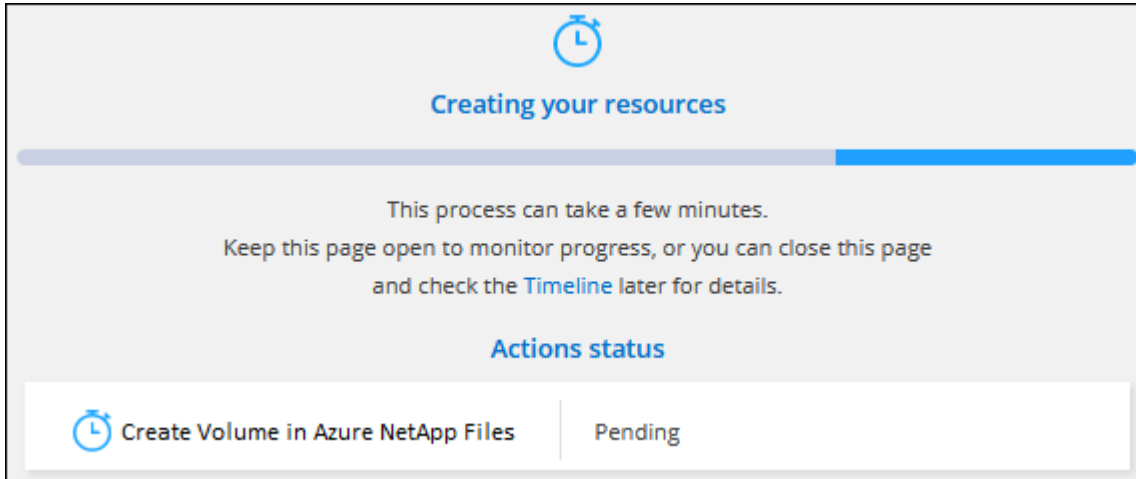 Creating your resources
This process can take a few minutes.
Keep this page open to monitor progress, or you can close this page
and check the Timeline later for details.
Actions status
Create Volume in Azure NetApp Files
Pending